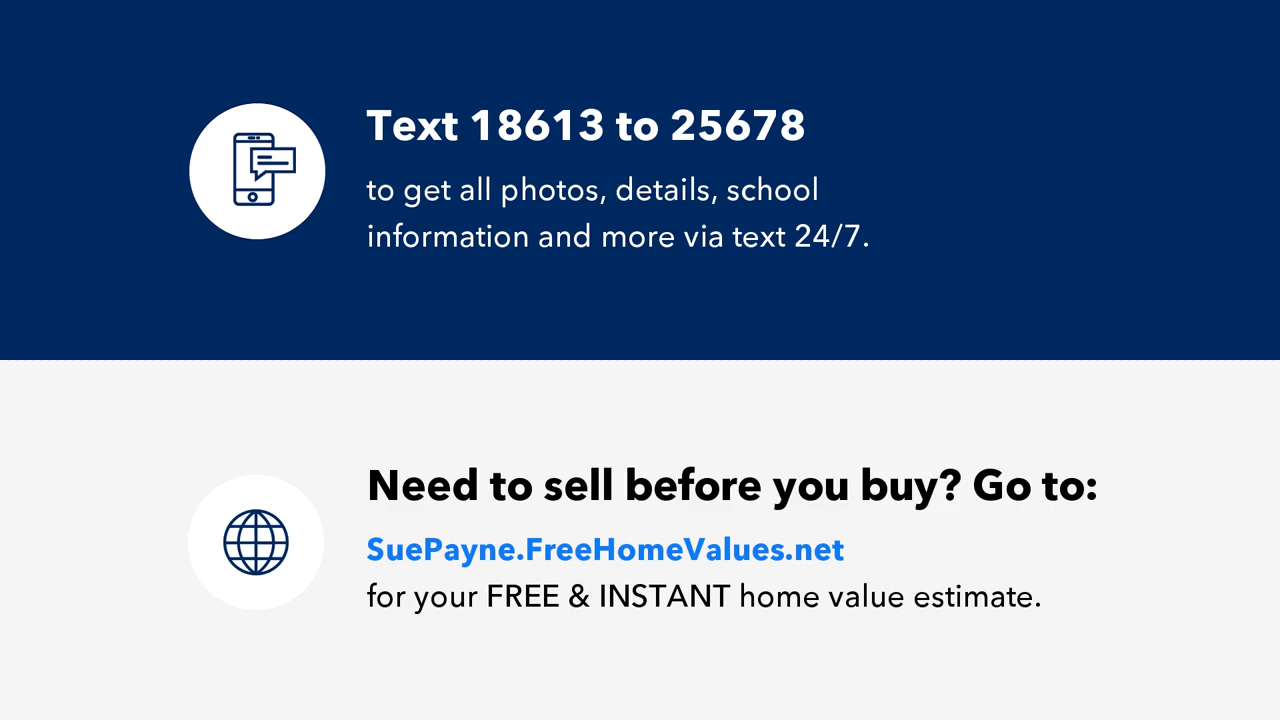 Text 18613 to 25678
to get all photos, details, school
information and more via text 24/7.
Need to sell before you buy? Go to:
SuePayne.FreeHomeValues.net
for your FREE & INSTANT home value estimate.